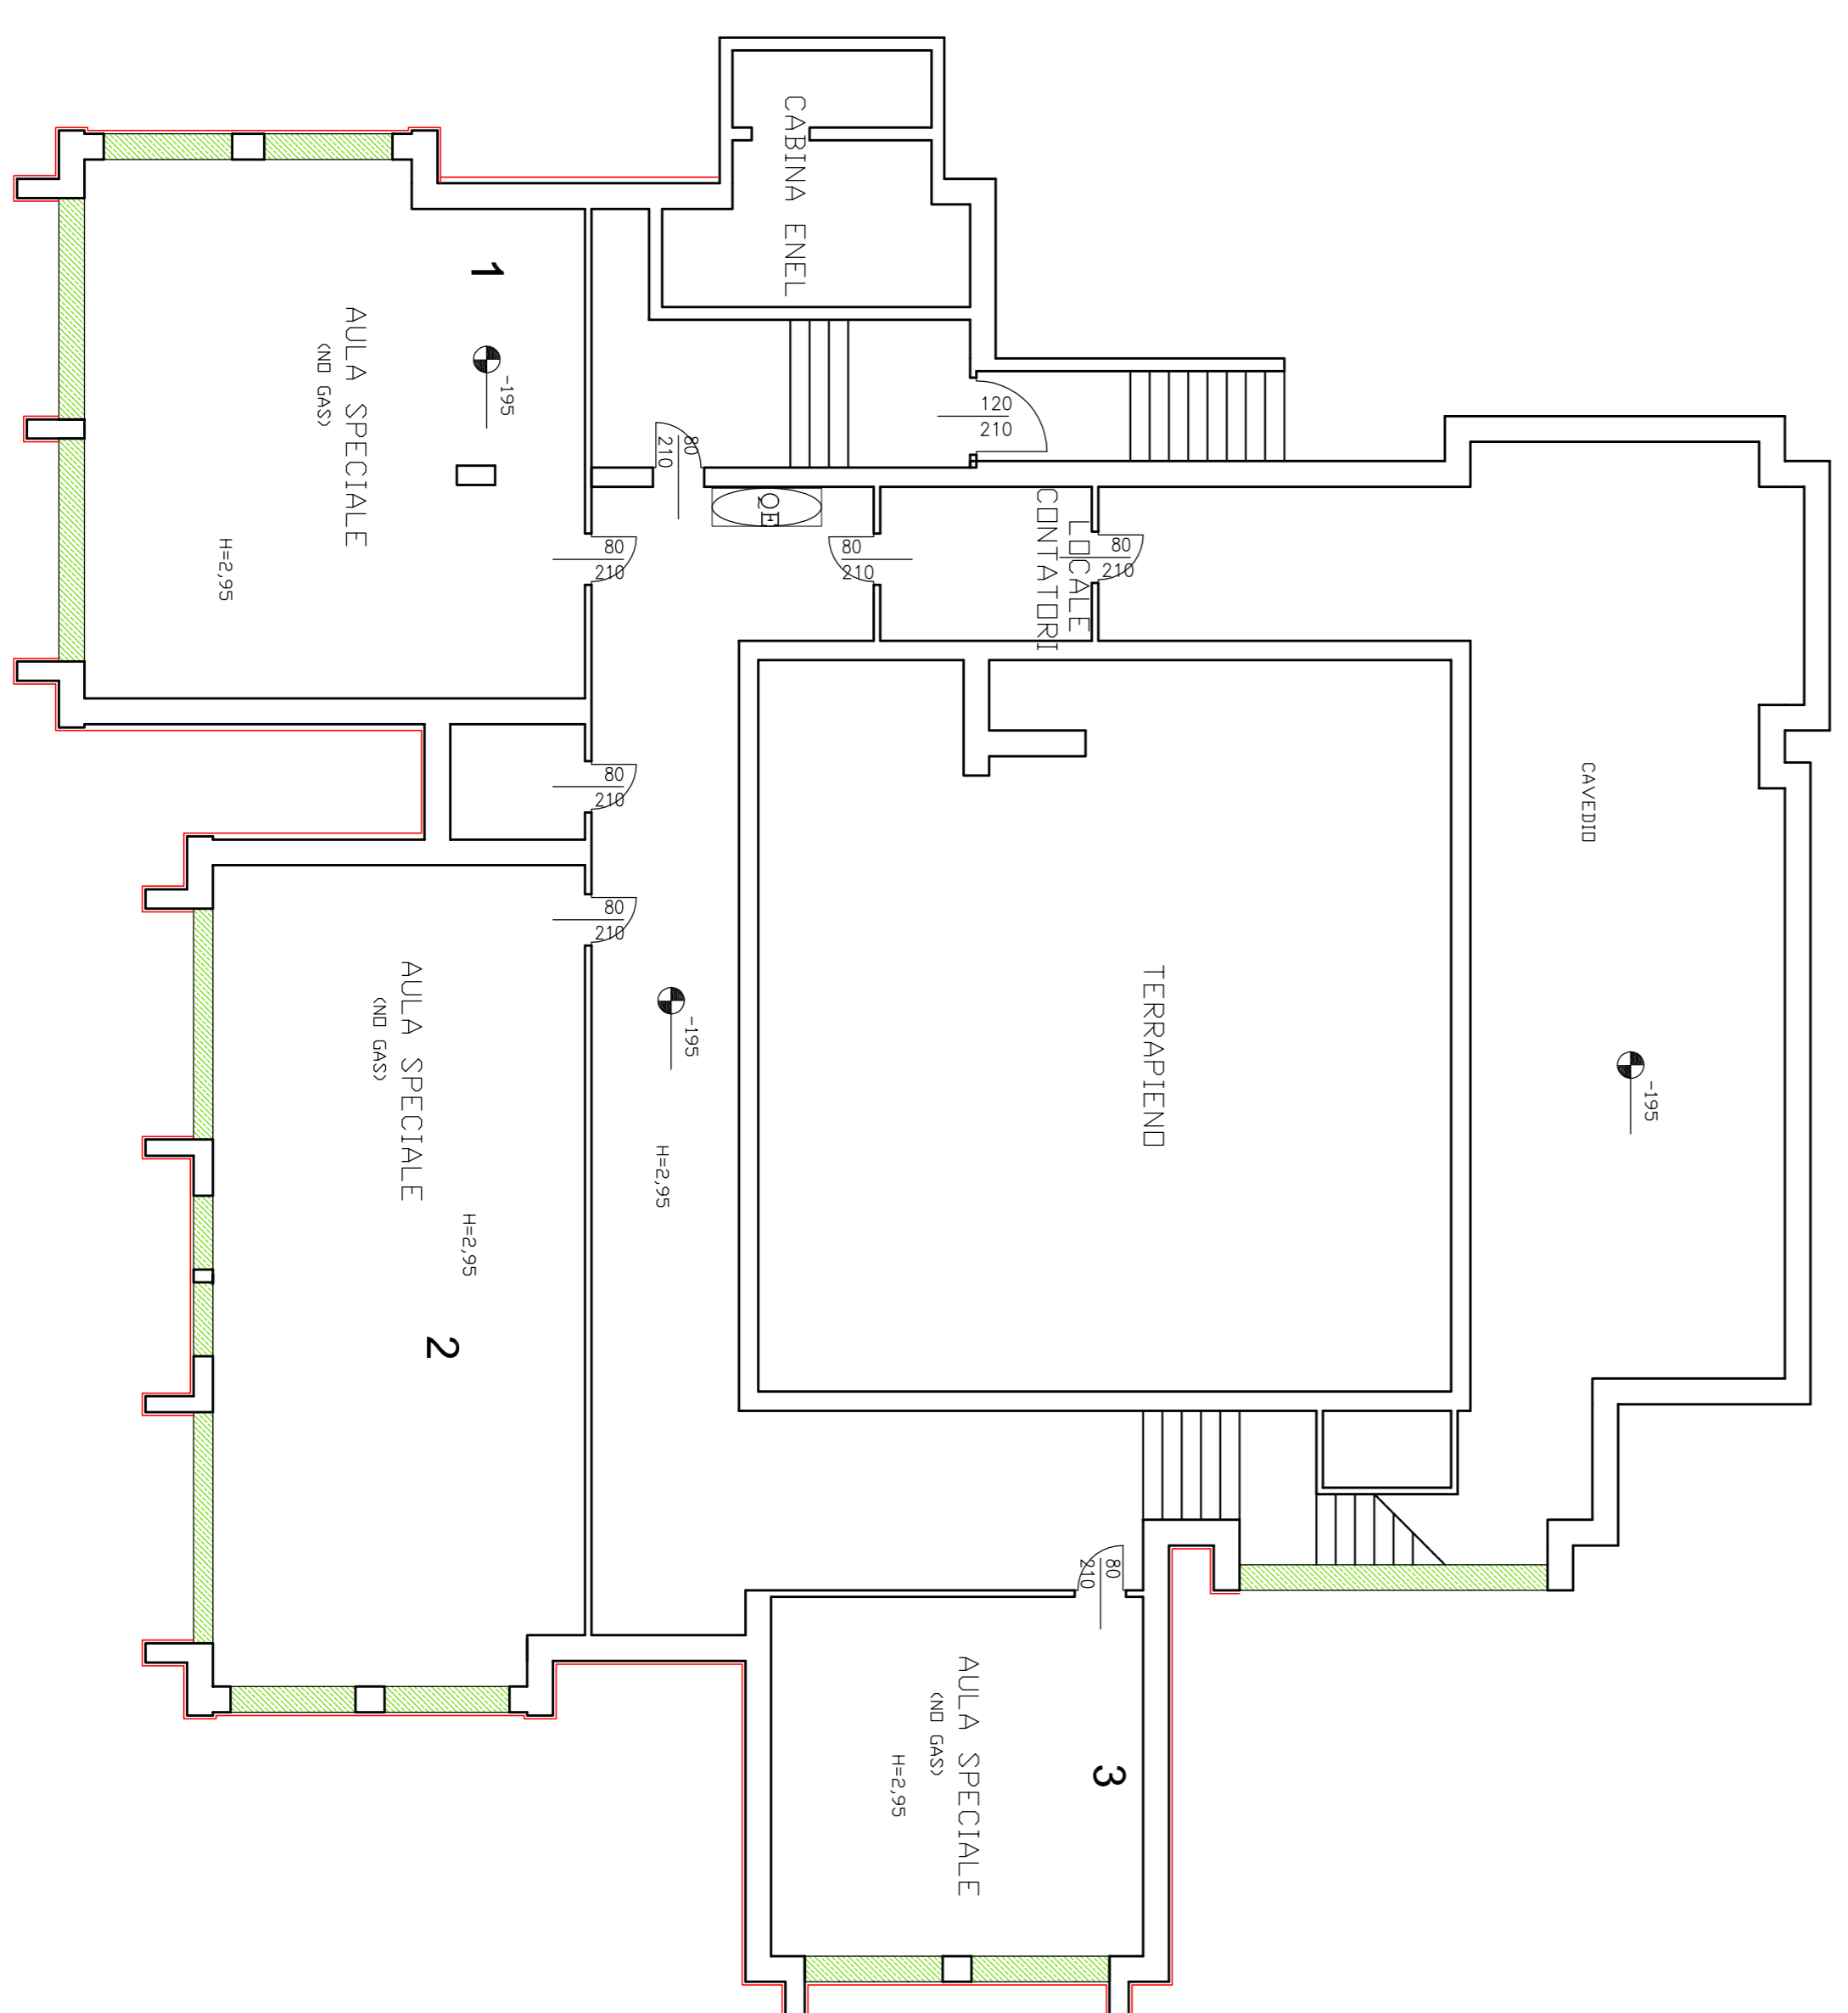 CABINA ENEL
1
-195
AULA SPECIALE
(NO GAS)
H=2,95
120
210
80
210
QE
80
210
80
210
LOCALE
CONTATORI
80
210
CAVEDIO
-195
TERRAPIENO
80
210
80
210
-195
H=2,95
AULA SPECIALE
(NO GAS)
H=2,95
2
80
210
3
AULA SPECIALE
(NO GAS)
H=2,95